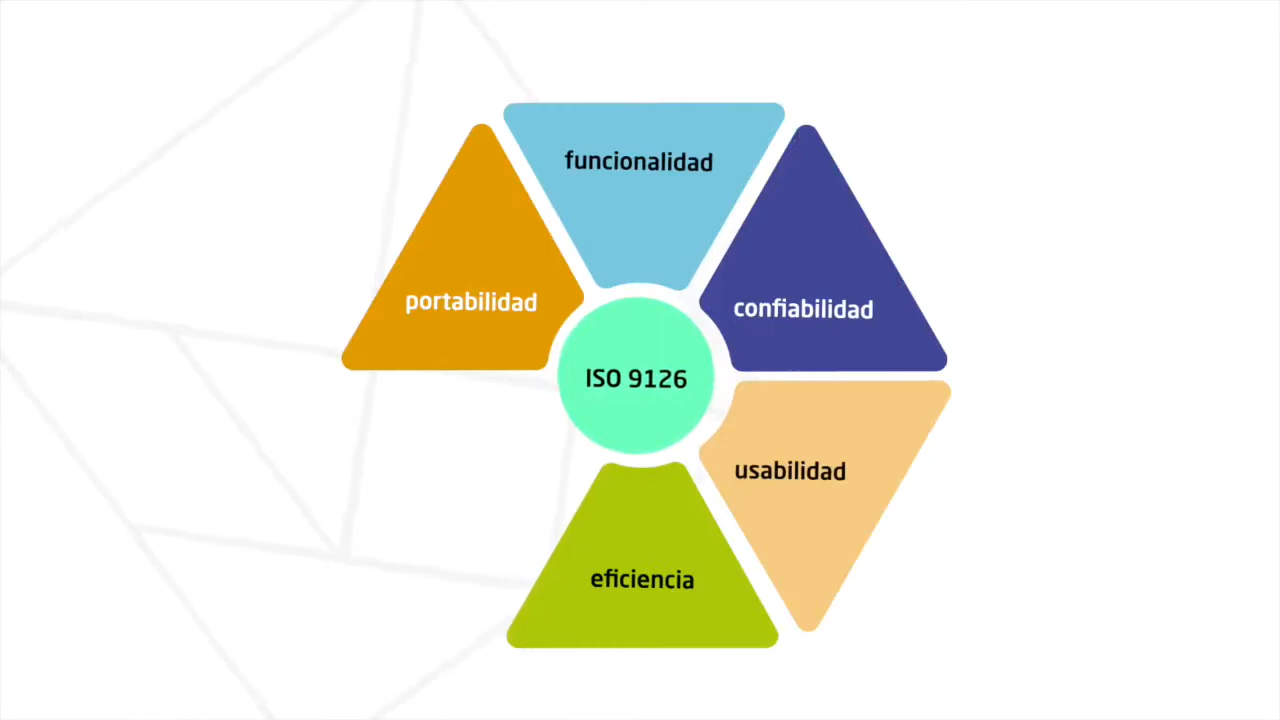 funcionalidad
portabilidad
confiabilidad
ISO 9126
usabilidad
eficiencia